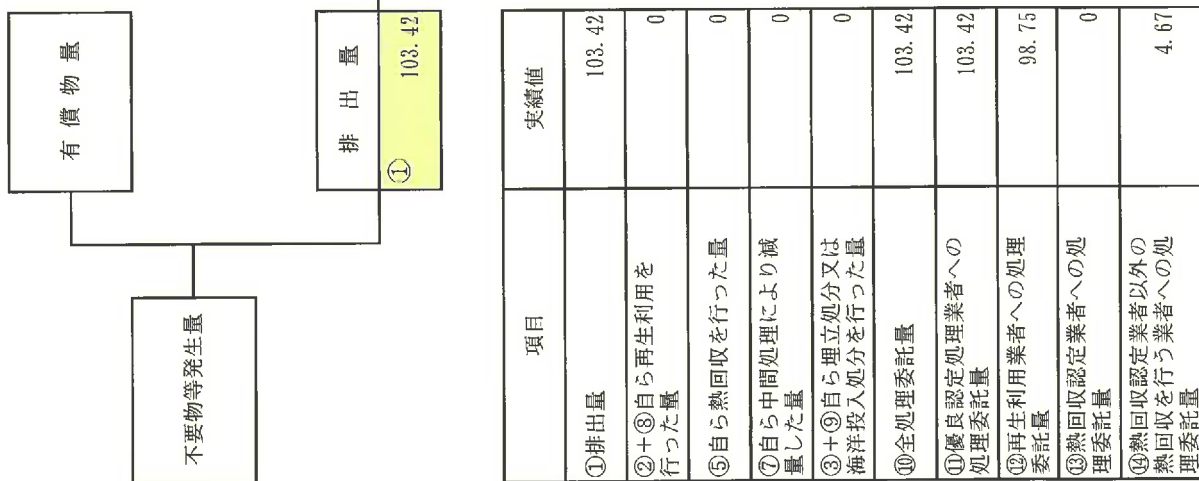 有償物量
不要物等発生量
排出量
① 103.42
項目 実績値
①排出量 103.42
②+⑧自ら再生利用を
行った量 0
⑤自ら熱回収を行った量 0
⑦自ら中間処理により減
量した量 0
③+⑨自ら埋立処分又は
海洋投入処分を行った量 0
⑩全処理委託量 103.42
⑪優良認定処理業者への
処理委託量 103.42
⑫再生利用業者への処理
委託量 98.75
⑬熱回収認定業者への処
理委託量 0
⑭熱回収認定業者以外の
熱回収を行う業者への処
理委託量 4.67